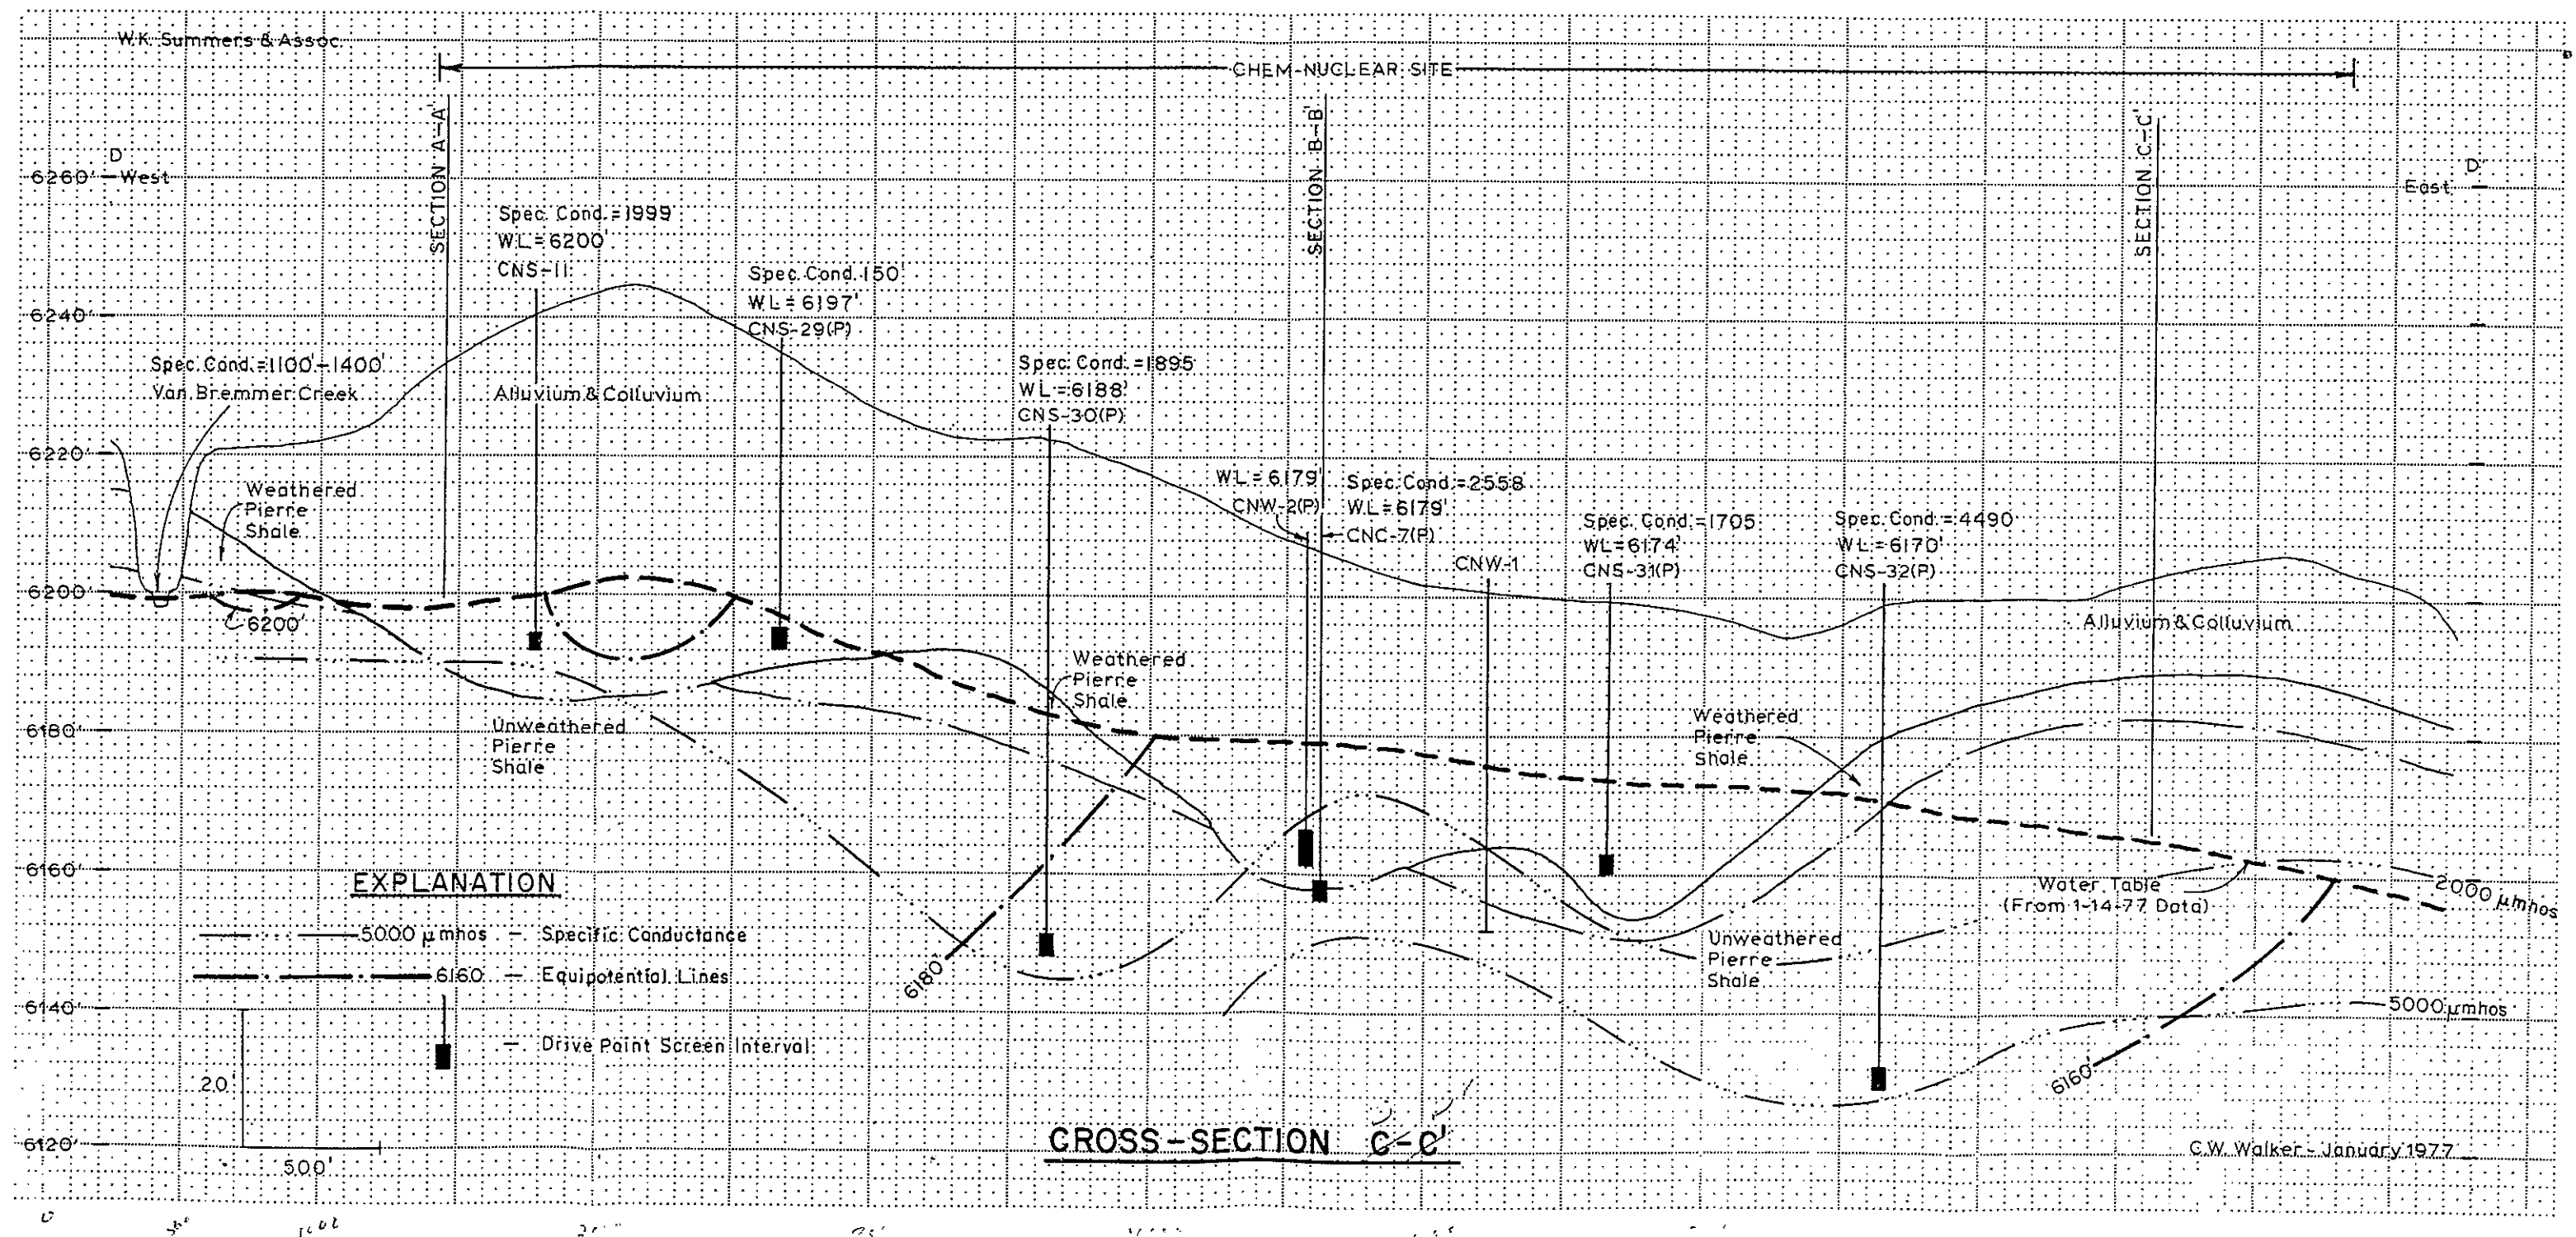 W.K. Summers & Assoc.
CHEM-NUCLEAR SITE
SECTION A-A'
SECTION B-B'
SECTION C-C'
D
West
D'
East
6260'
6240'
6220'
6200'
6180'
6160'
6140'
6120'
Spec. Cond. = 1999
WL = 6200'
CNS-11
Spec. Cond. 150'
WL = 6197'
CNS-29(P)
Spec. Cond. = 1100'-1400'
Van Bremmer Creek
Alluvium & Colluvium
Spec. Cond. = 1895
WL = 6188'
CNS-30(P)
WL = 6179'
CNW-2(P)
Spec. Cond. = 2558
WL = 6179'
CNC-7(P)
CNW-1
Spec. Cond. = 1705
WL = 6174'
CNS-31(P)
Spec. Cond. = 4490
WL = 6170'
CNS-32(P)
Weathered
Pierre
Shale
6200'
Alluvium & Colluvium
Weathered
Pierre
Shale
Unweathered
Pierre
Shale
Weathered
Pierre
Shale
Water Table
(From 1-14-77 Data)
2000 µmhos
Unweathered
Pierre
Shale
6180'
5000 µmhos
6160'
EXPLANATION
5000 µmhos - Specific Conductance
6160 - Equipotential Lines
- Drive Point Screen Interval
20'
500'
CROSS-SECTION C-C'
C.W. Walker - January 1977
0
500
1000